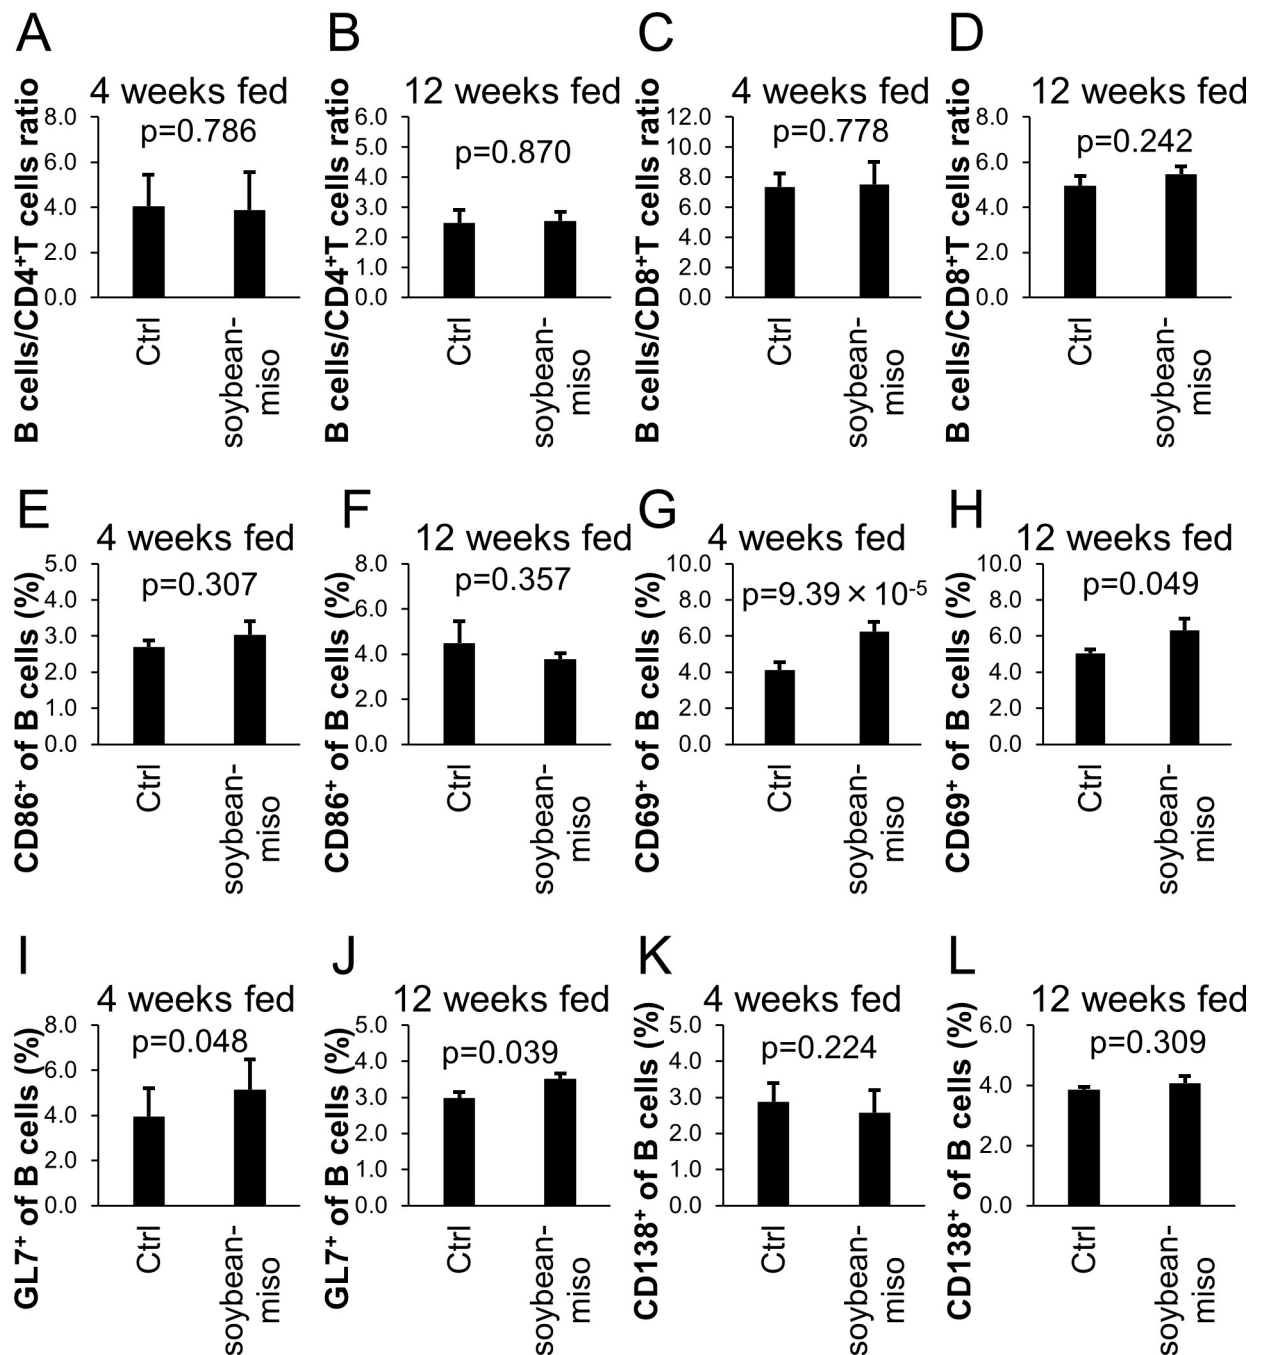 A
B cells/CD4⁺T cells ratio
4 weeks fed
p=0.786
8.0
6.0
4.0
2.0
0.0
Ctrl
soybean-
miso
B
B cells/CD4⁺T cells ratio
12 weeks fed
p=0.870
6.0
5.0
4.0
3.0
2.0
1.0
0.0
Ctrl
soybean-
miso
C
B cells/CD8⁺T cells ratio
4 weeks fed
p=0.778
12.0
10.0
8.0
6.0
4.0
2.0
0.0
Ctrl
soybean-
miso
D
B cells/CD8⁺T cells ratio
12 weeks fed
p=0.242
8.0
6.0
4.0
2.0
0.0
Ctrl
soybean-
miso
E
CD86⁺ of B cells (%)
4 weeks fed
p=0.307
5.0
4.0
3.0
2.0
1.0
0.0
Ctrl
soybean-
miso
F
CD86⁺ of B cells (%)
12 weeks fed
p=0.357
8.0
6.0
4.0
2.0
0.0
Ctrl
soybean-
miso
G
CD69⁺ of B cells (%)
4 weeks fed
p=9.39×10⁻⁵
10.0
8.0
6.0
4.0
2.0
0.0
Ctrl
soybean-
miso
H
CD69⁺ of B cells (%)
12 weeks fed
p=0.049
10.0
8.0
6.0
4.0
2.0
0.0
Ctrl
soybean-
miso
I
GL7⁺ of B cells (%)
4 weeks fed
p=0.048
8.0
6.0
4.0
2.0
0.0
Ctrl
soybean-
miso
J
GL7⁺ of B cells (%)
12 weeks fed
p=0.039
5.0
4.0
3.0
2.0
1.0
0.0
Ctrl
soybean-
miso
K
CD138⁺ of B cells (%)
4 weeks fed
p=0.224
5.0
4.0
3.0
2.0
1.0
0.0
Ctrl
soybean-
miso
L
CD138⁺ of B cells (%)
12 weeks fed
p=0.309
6.0
4.0
2.0
0.0
Ctrl
soybean-
miso